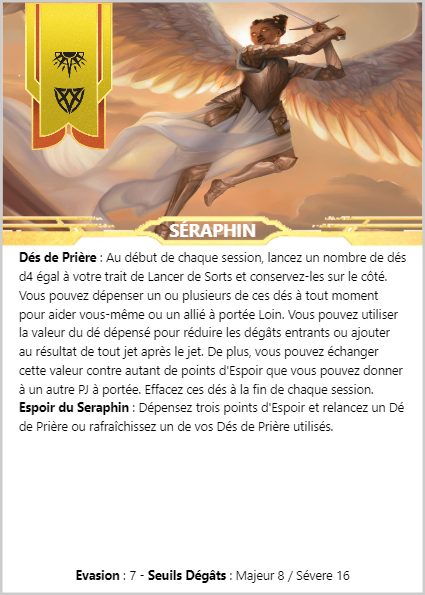 SÉRAPHIN
Dés de Prière : Au début de chaque session, lancez un nombre de dés
d4 égal à votre trait de Lancer de Sorts et conservez-les sur le côté.
Vous pouvez dépenser un ou plusieurs de ces dés à tout moment
pour aider vous-même ou un allié à portée Loin. Vous pouvez utiliser
la valeur du dé dépensé pour réduire les dégâts entrants ou ajouter
au résultat de tout jet après le jet. De plus, vous pouvez échanger
cette valeur contre autant de points d'Espoir que vous pouvez donner
à un autre PJ à portée. Effacez ces dés à la fin de chaque session.
Espoir du Seraphin : Dépensez trois points d'Espoir et relancez un Dé
de Prière ou rafraîchissez un de vos Dés de Prière utilisés.
Evasion : 7 - Seuils Dégâts : Majeur 8 / Sévere 16